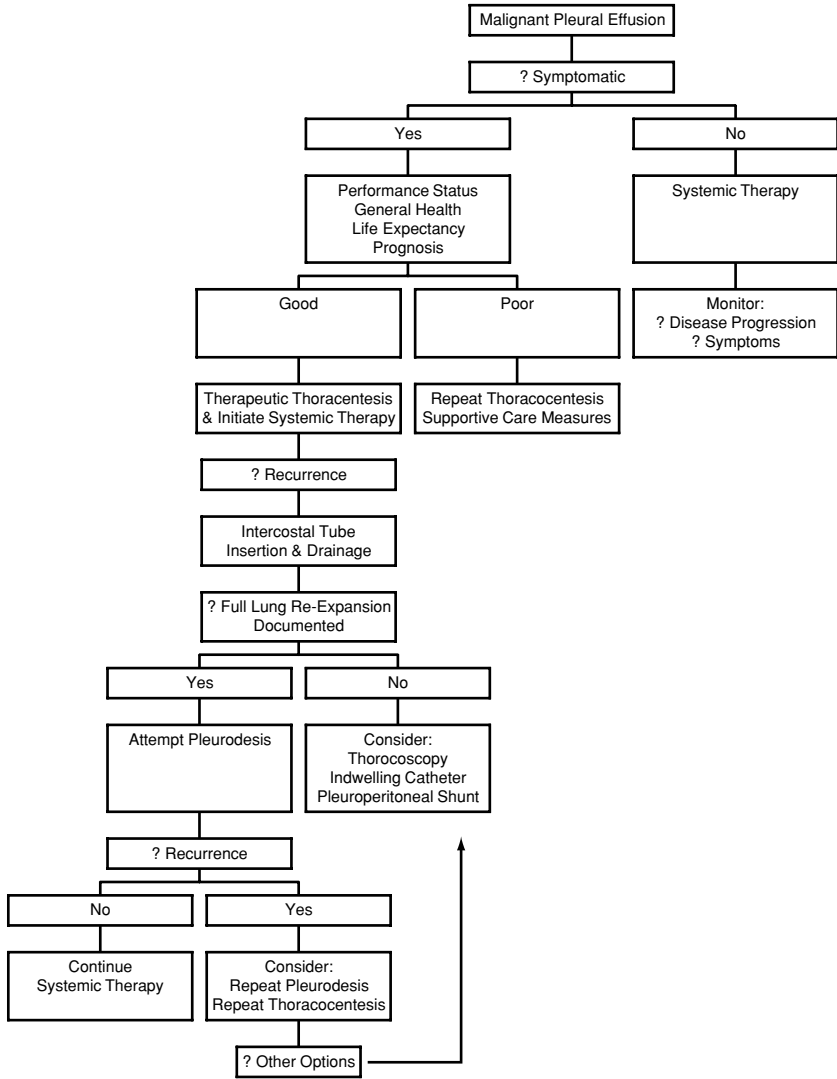 Malignant Pleural Effusion
? Symptomatic
Yes
No
Performance Status
General Health
Life Expectancy
Prognosis
Systemic Therapy
Good
Poor
Monitor:
? Disease Progression
? Symptoms
Therapeutic Thoracentesis
& Initiate Systemic Therapy
Repeat Thoracocentesis
Supportive Care Measures
? Recurrence
Intercostal Tube
Insertion & Drainage
? Full Lung Re-Expansion
Documented
Yes
No
Attempt Pleurodesis
Consider:
Thorocoscopy
Indwelling Catheter
Pleuroperitoneal Shunt
? Recurrence
No
Yes
Continue
Systemic Therapy
Consider:
Repeat Pleurodesis
Repeat Thoracocentesis
? Other Options